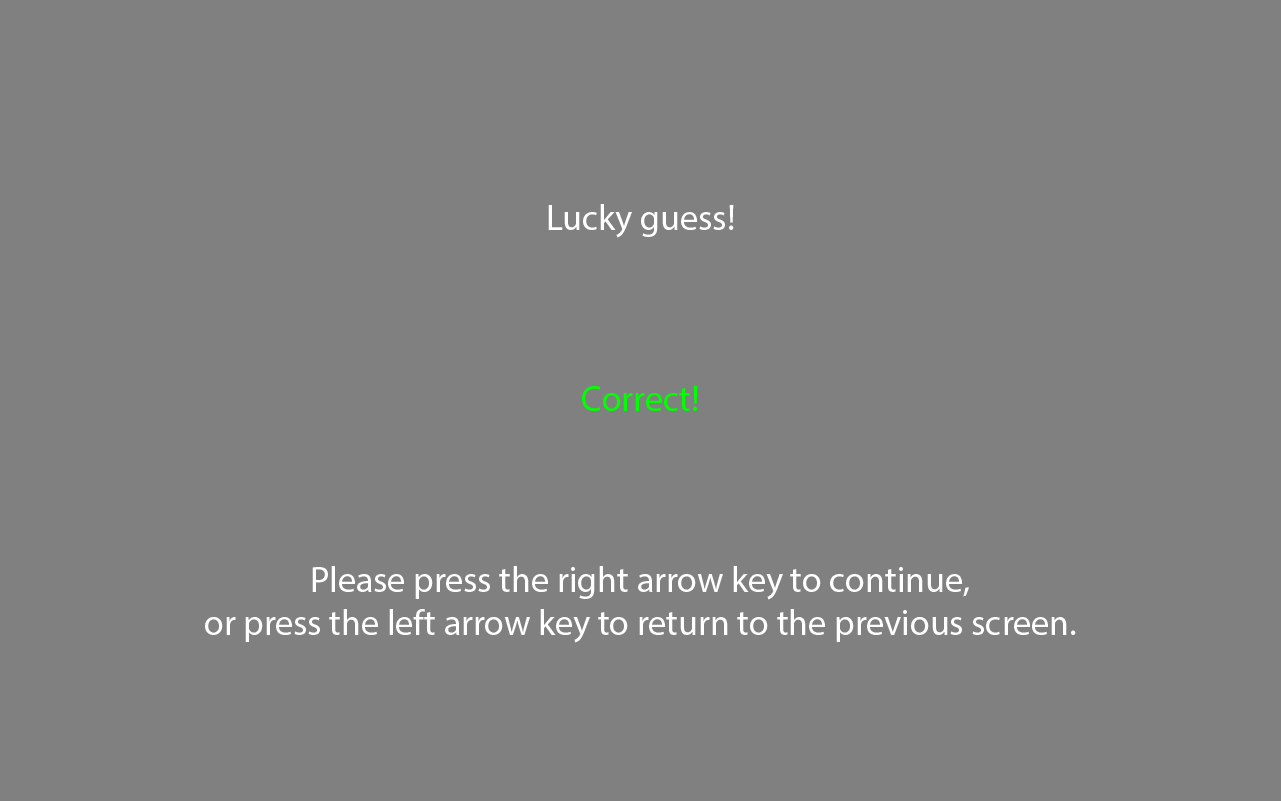 Lucky guess!
Correct!
Please press the right arrow key to continue,
or press the left arrow key to return to the previous screen.